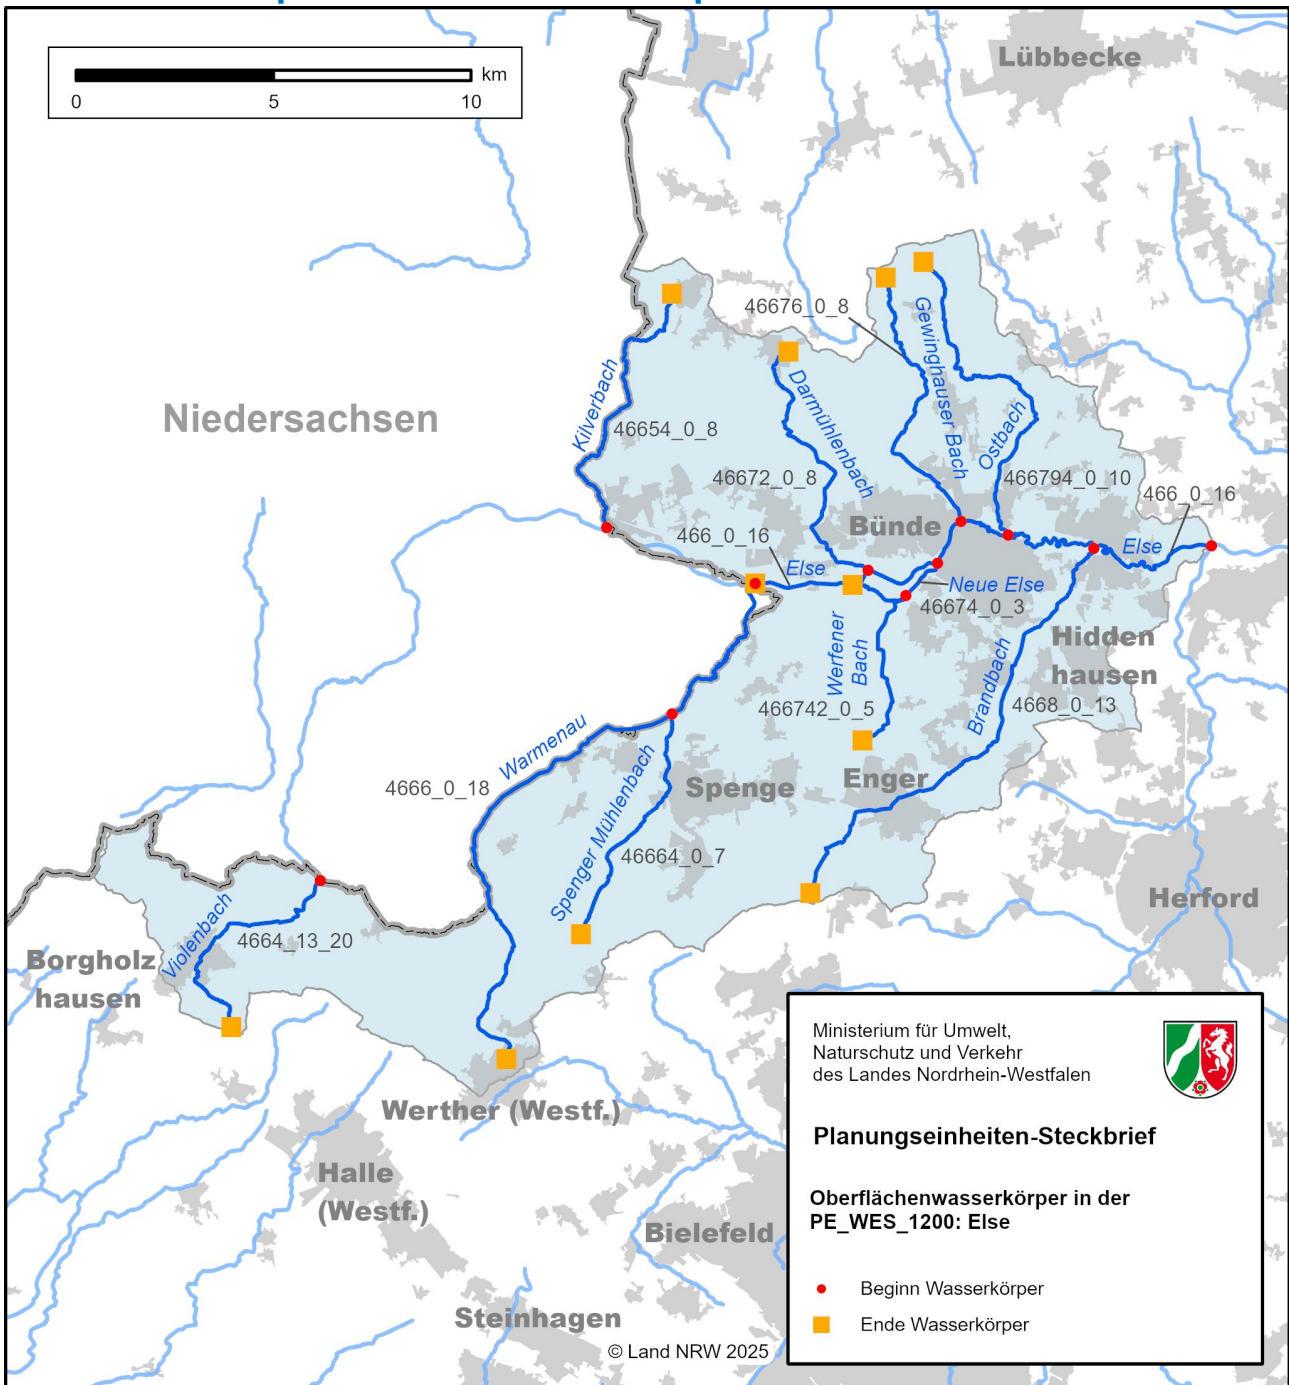 km
0 5 10
Lübbecke
Niedersachsen
46676_0_8
Gewinghauser Bach
Kilverbach
46654_0_8
Darmühlenbach
Ostbach
46672_0_8
466794_0_10
466_0_16
Bünde
466_0_16
Else
Else
Neue Else
46674_0_3
Werfener
Bach
Hidden
hausen
Brandbach
466742_0_5
4668_0_13
Warmenau
4666_0_18
Spenger Mühlenbach
Spenge
Enger
46664_0_7
Herford
Violenbach
4664_13_20
Borgholz
hausen
Werther (Westf.)
Halle
(Westf.)
Bielefeld
Steinhagen
© Land NRW 2025
Ministerium für Umwelt,
Naturschutz und Verkehr
des Landes Nordrhein-Westfalen
Planungseinheiten-Steckbrief
Oberflächenwasserkörper in der
PE_WES_1200: Else
Beginn Wasserkörper
Ende Wasserkörper